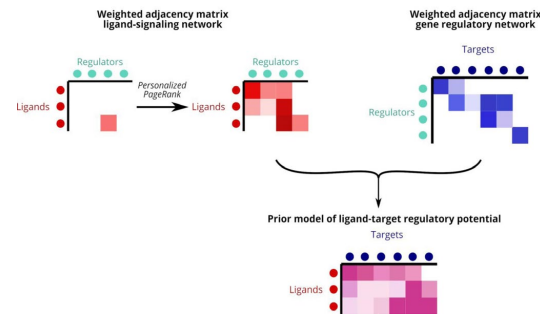 Weighted adjacency matrix
ligand-signaling network
Weighted adjacency matrix
gene regulatory network
Regulators
Personalized
PageRank
Regulators
Targets
Ligands
Ligands
Regulators
Prior model of ligand-target regulatory potential
Targets
Ligands